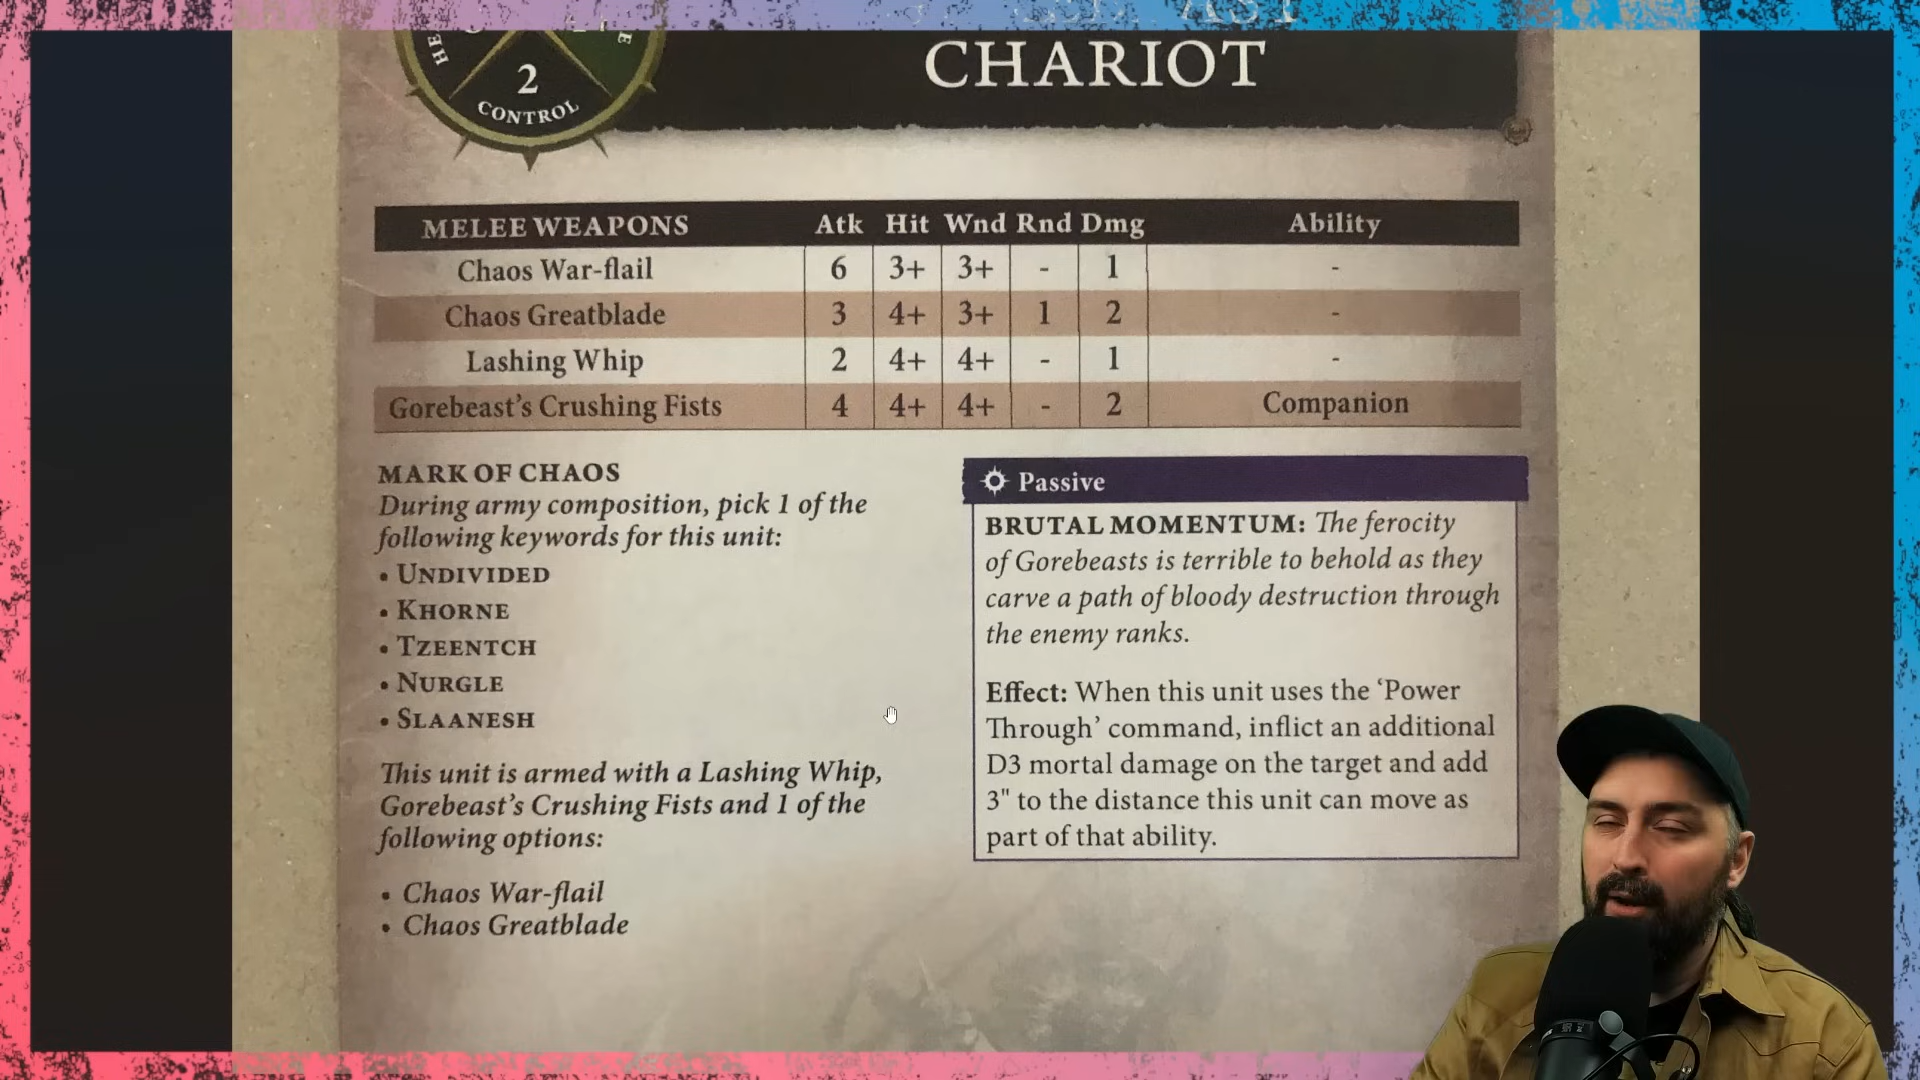 CHARIOT
2
CONTROL
MELEE WEAPONS Atk Hit Wnd Rnd Dmg Ability
Chaos War-flail 6 3+ 3+ - 1 -
Chaos Greatblade 3 4+ 3+ 1 2 -
Lashing Whip 2 4+ 4+ - 1 -
Gorebeast’s Crushing Fists 4 4+ 4+ - 2 Companion
MARK OF CHAOS
During army composition, pick 1 of the
following keywords for this unit:
• UNDIVIDED
• KHORNE
• TZEENTCH
• NURGLE
• SLAANESH
This unit is armed with a Lashing Whip,
Gorebeast’s Crushing Fists and 1 of the
following options:
• Chaos War-flail
• Chaos Greatblade
Passive
BRUTAL MOMENTUM: The ferocity
of Gorebeasts is terrible to behold as they
carve a path of bloody destruction through
the enemy ranks.
Effect: When this unit uses the ‘Power
Through’ command, inflict an additional
D3 mortal damage on the target and add
3" to the distance this unit can move as
part of that ability.